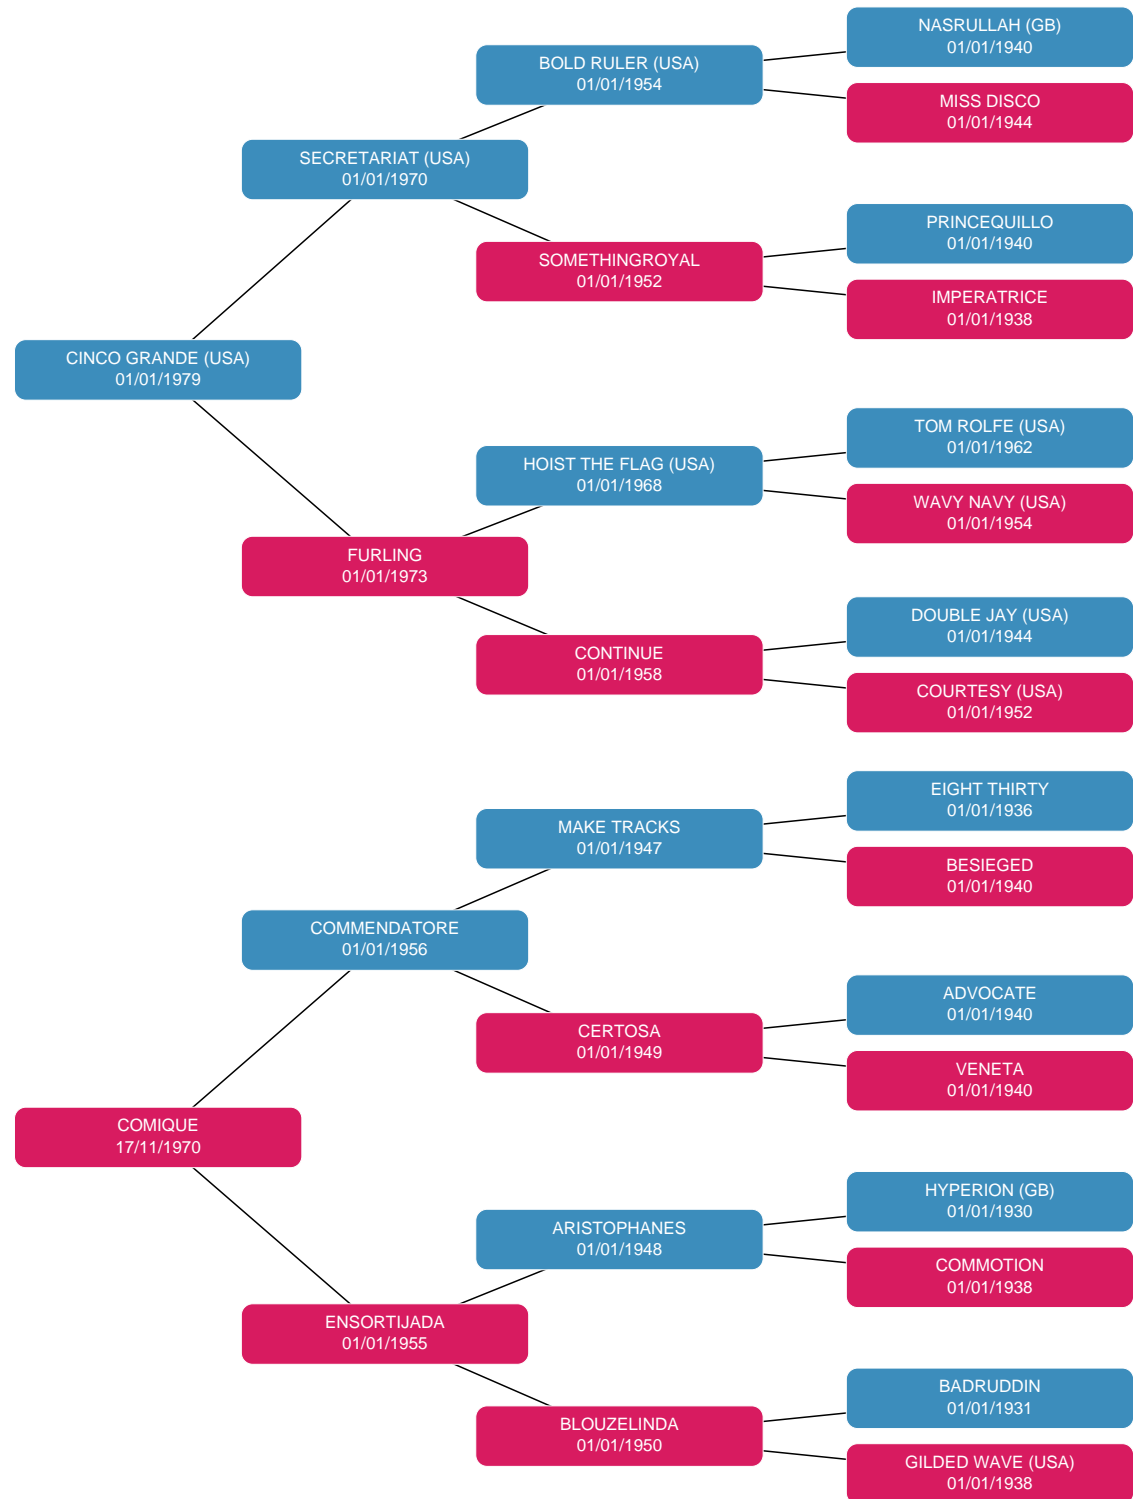 NASRULLAH (GB)
01/01/1940
BOLD RULER (USA)
01/01/1954
MISS DISCO
01/01/1944
SECRETARIAT (USA)
01/01/1970
PRINCEQUILLO
01/01/1940
SOMETHINGROYAL
01/01/1952
IMPERATRICE
01/01/1938
CINCO GRANDE (USA)
01/01/1979
TOM ROLFE (USA)
01/01/1962
HOIST THE FLAG (USA)
01/01/1968
WAVY NAVY (USA)
01/01/1954
FURLING
01/01/1973
DOUBLE JAY (USA)
01/01/1944
CONTINUE
01/01/1958
COURTESY (USA)
01/01/1952
EIGHT THIRTY
01/01/1936
MAKE TRACKS
01/01/1947
BESIEGED
01/01/1940
COMMENDATORE
01/01/1956
ADVOCATE
01/01/1940
CERTOSA
01/01/1949
VENETA
01/01/1940
COMIQUE
17/11/1970
HYPERION (GB)
01/01/1930
ARISTOPHANES
01/01/1948
COMMOTION
01/01/1938
ENSORTIJADA
01/01/1955
BADRUDDIN
01/01/1931
BLOUZELINDA
01/01/1950
GILDED WAVE (USA)
01/01/1938